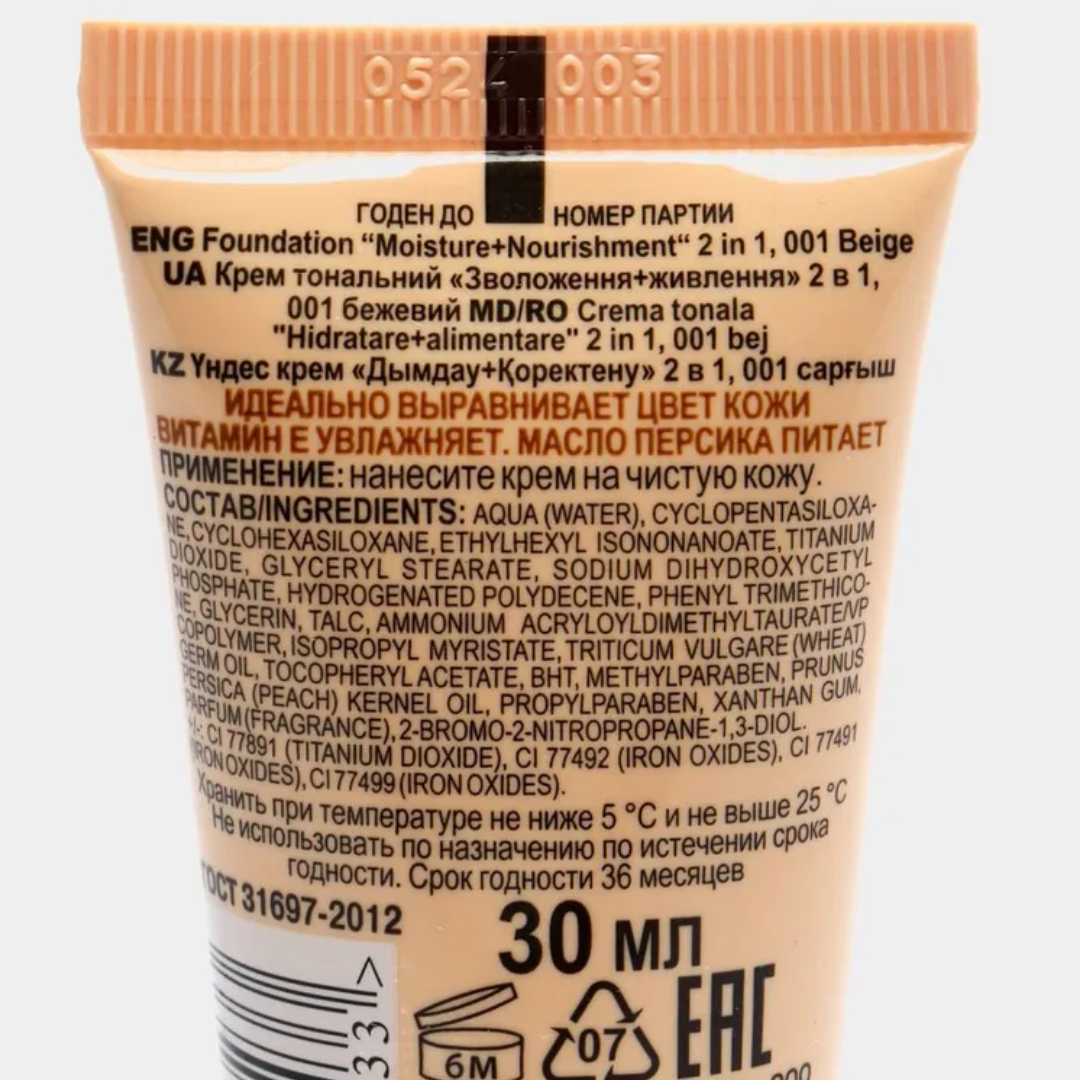 052 003
ГОДЕН ДО НОМЕР ПАРТИИ
ENG Foundation “Moisture+Nourishment“ 2 in 1, 001 Beige
UA Крем тональний «Зволоження+живлення» 2 в 1,
001 бежевий MD/RO Crema tonala
"Hidratare+alimentare" 2 in 1, 001 bej
KZ Үндес крем «Дымдау+Қоректену» 2 в 1, 001 сарғыш
ИДЕАЛЬНО ВЫРАВНИВАЕТ ЦВЕТ КОЖИ
ВИТАМИН Е УВЛАЖНЯЕТ. МАСЛО ПЕРСИКА ПИТАЕТ
ПРИМЕНЕНИЕ: нанесите крем на чистую кожу.
СОСТАВ/INGREDIENTS: AQUA (WATER), CYCLOPENTASILOXA-
NE, CYCLOHEXASILOXANE, ETHYLHEXYL ISONONANOATE, TITANIUM
DIOXIDE, GLYCERYL STEARATE, SODIUM DIHYDROXYCETYL
PHOSPHATE, HYDROGENATED POLYDECENE, PHENYL TRIMETHICO-
NE, GLYCERIN, TALC, AMMONIUM ACRYLOYLDIMETHYLTAURATE/VP
COPOLYMER, ISOPROPYL MYRISTATE, TRITICUM VULGARE (WHEAT)
GERM OIL, TOCOPHERYL ACETATE, BHT, METHYLPARABEN, PRUNUS
PERSICA (PEACH) KERNEL OIL, PROPYLPARABEN, XANTHAN GUM,
PARFUM (FRAGRANCE), 2-BROMO-2-NITROPROPANE-1,3-DIOL.
+/-: CI 77891 (TITANIUM DIOXIDE), CI 77492 (IRON OXIDES), CI 77491
(IRON OXIDES), CI 77499 (IRON OXIDES).
Хранить при температуре не ниже 5 °C и не выше 25 °C
Не использовать по назначению по истечении срока
годности. Срок годности 36 месяцев
ГОСТ 31697-2012
30 мл
33>
6M
07
EAC